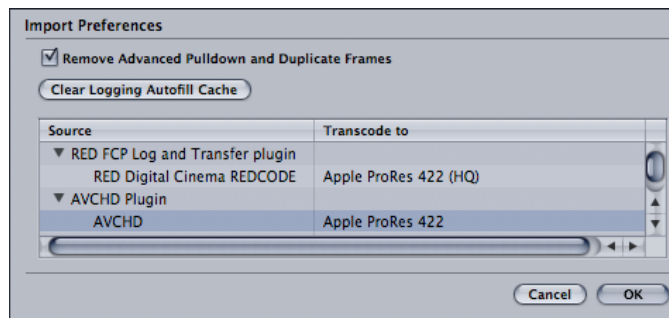 Import Preferences
Remove Advanced Pulldown and Duplicate Frames
Clear Logging Autofill Cache
Source Transcode to
RED FCP Log and Transfer plugin
RED Digital Cinema REDCODE Apple ProRes 422 (HQ)
AVCHD Plugin
AVCHD Apple ProRes 422
Cancel OK